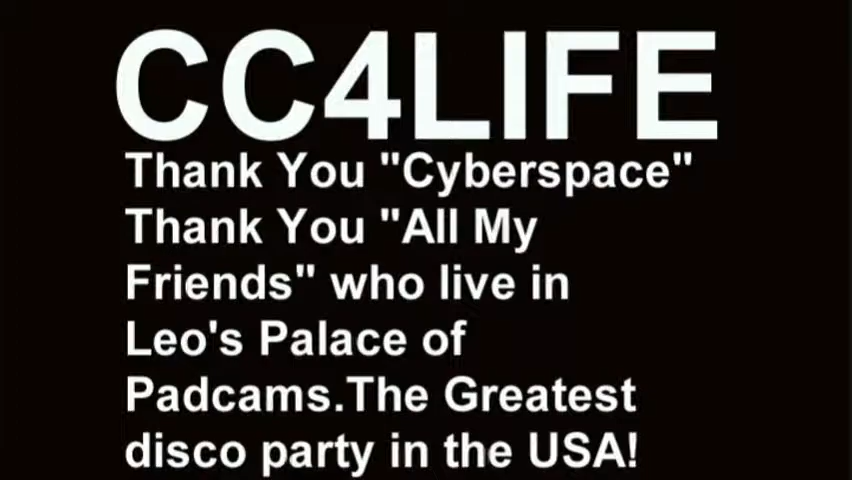 CC4LIFE
Thank You "Cyberspace"
Thank You "All My
Friends" who live in
Leo's Palace of
Padcams.The Greatest
disco party in the USA!